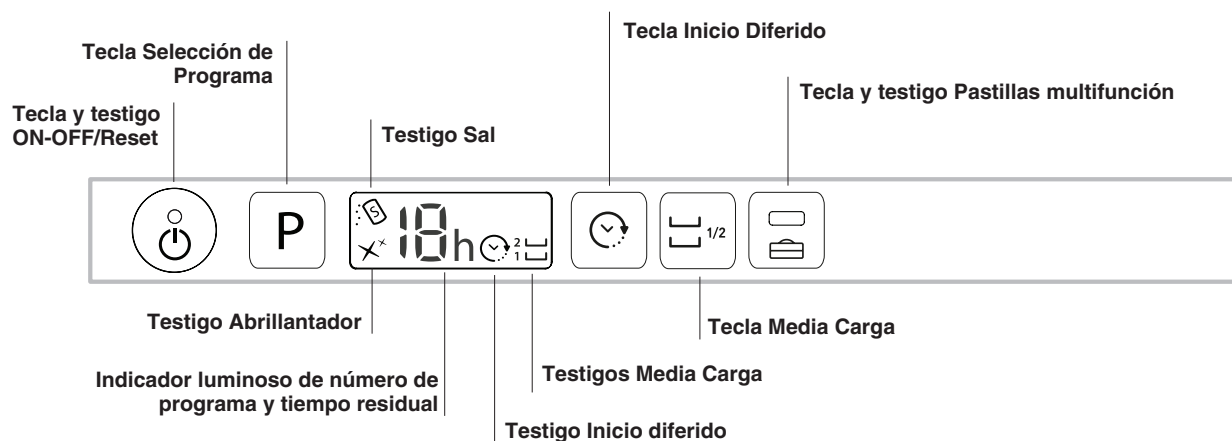 Tecla Inicio Diferido
Tecla Selección de
Programa
Tecla y testigo Pastillas multifunción
Tecla y testigo
ON-OFF/Reset
Testigo Sal
P
S
18h
2
1
1/2
Testigo Abrillantador
Tecla Media Carga
Indicador luminoso de número de
programa y tiempo residual
Testigos Media Carga
Testigo Inicio diferido